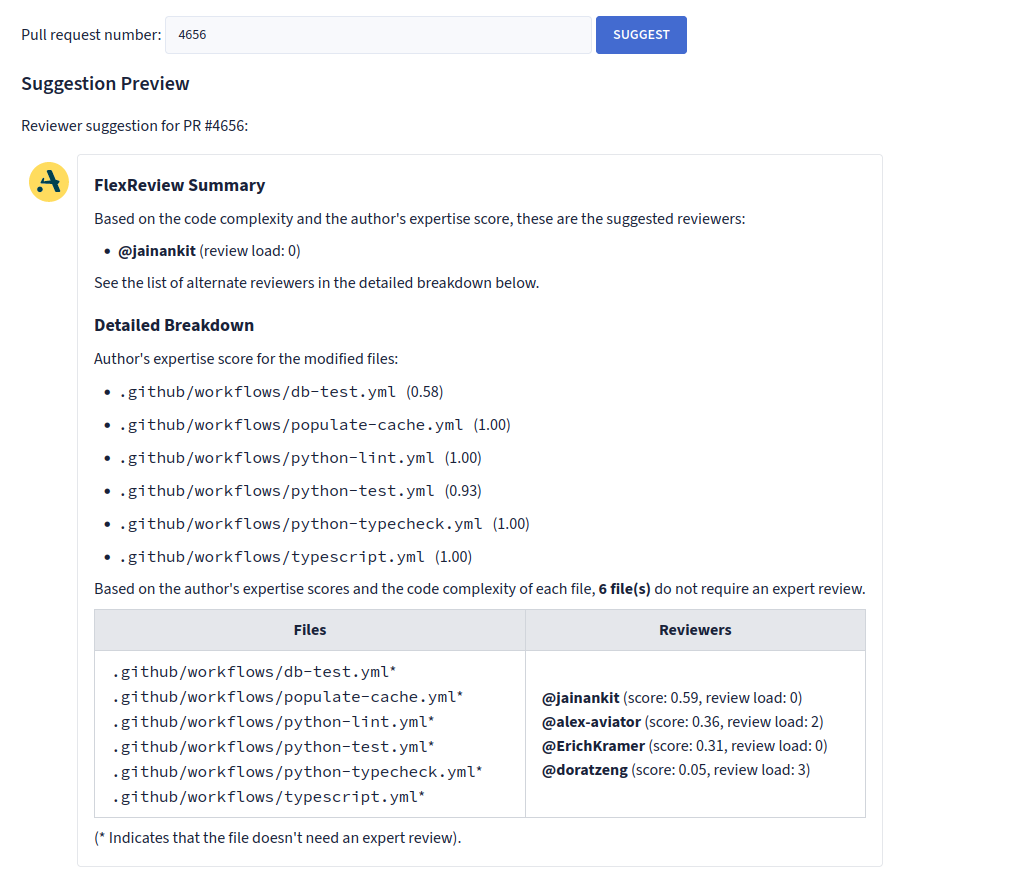 Pull request number: 4656 SUGGEST
Suggestion Preview
Reviewer suggestion for PR #4656:
FlexReview Summary
Based on the code complexity and the author's expertise score, these are the suggested reviewers:
• @jainankit (review load: 0)
See the list of alternate reviewers in the detailed breakdown below.
Detailed Breakdown
Author's expertise score for the modified files:
• .github/workflows/db-test.yml (0.58)
• .github/workflows/populate-cache.yml (1.00)
• .github/workflows/python-lint.yml (1.00)
• .github/workflows/python-test.yml (0.93)
• .github/workflows/python-typecheck.yml (1.00)
• .github/workflows/typescript.yml (1.00)
Based on the author's expertise scores and the code complexity of each file, 6 file(s) do not require an expert review.
Files Reviewers
.github/workflows/db-test.yml*
.github/workflows/populate-cache.yml*
.github/workflows/python-lint.yml*
.github/workflows/python-test.yml*
.github/workflows/python-typecheck.yml*
.github/workflows/typescript.yml*
@jainankit (score: 0.59, review load: 0)
@alex-aviator (score: 0.36, review load: 2)
@ErichKramer (score: 0.31, review load: 0)
@doratzeng (score: 0.05, review load: 3)
(* Indicates that the file doesn't need an expert review).